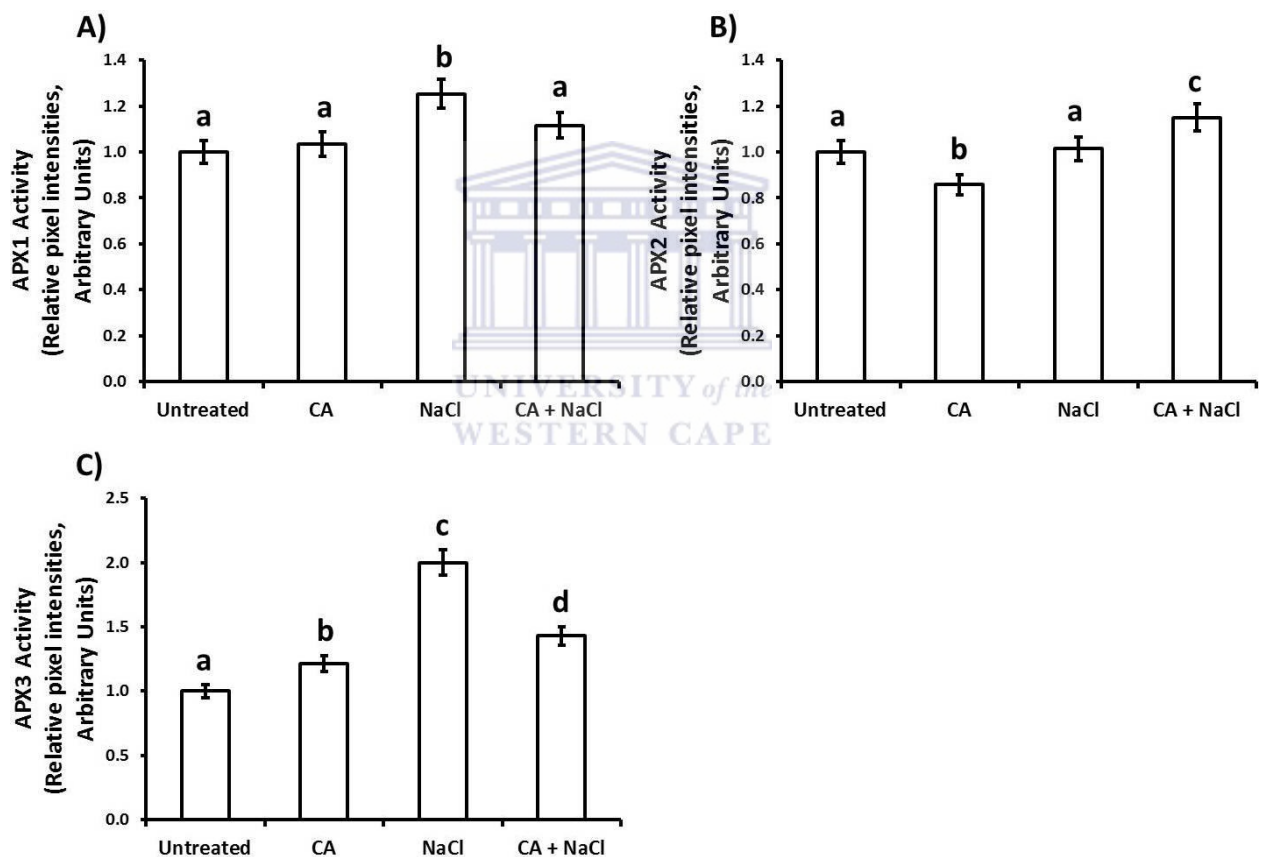 A)
APX1 Activity
(Relative pixel intensities,
Arbitrary Units)
1.4
1.2
1.0
0.8
0.6
0.4
0.2
0.0
a
a
b
a
Untreated
CA
NaCl
CA + NaCl
B)
APX2 Activity
(Relative pixel intensities,
Arbitrary Units)
1.4
1.2
1.0
0.8
0.6
0.4
0.2
0.0
a
b
a
c
Untreated
CA
NaCl
CA + NaCl
UNIVERSITY of the
WESTERN CAPE
C)
APX3 Activity
(Relative pixel intensities,
Arbitrary Units)
2.5
2.0
1.5
1.0
0.5
0.0
a
b
c
d
Untreated
CA
NaCl
CA + NaCl